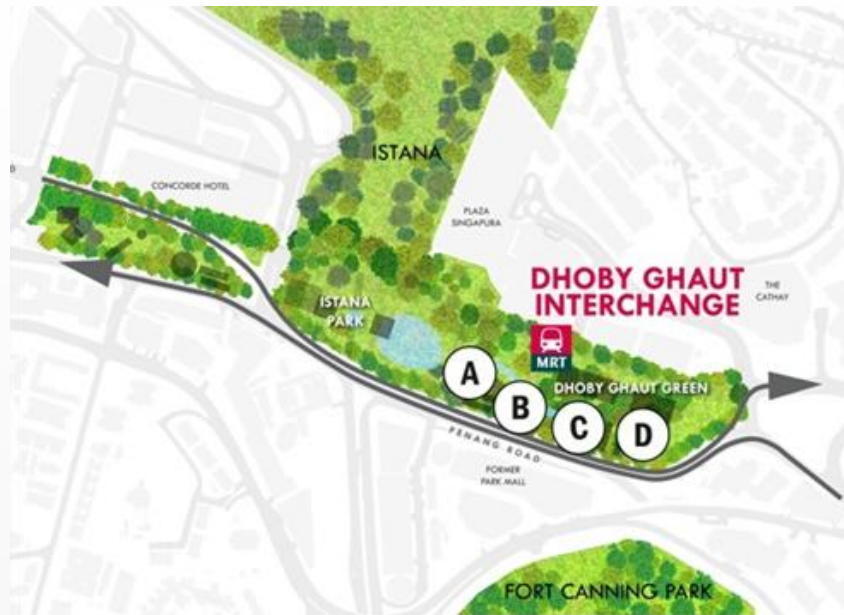 ISTANA
CONCORDE HOTEL
PLAZA
SINGAPURA
DHOBY GHAUT
INTERCHANGE
THE
CATHAY
ISTANA
PARK
MRT
DHOBY GHAUT GREEN
A
B
C
D
PENANG ROAD
FORMER
PARK MALL
FORT CANNING PARK